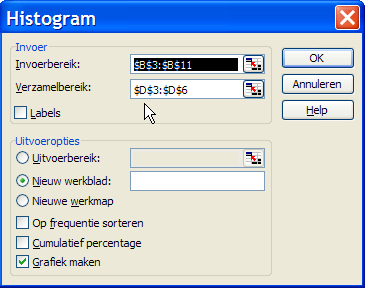 Histogram
Invoer
Invoerbereik: $B$3:$B$11
Verzamelbereik: $D$3:$D$6
Labels
OK
Annuleren
Help
Uitvoeropties
Uitvoerbereik:
Nieuw werkblad:
Nieuwe werkmap
Op frequentie sorteren
Cumulatief percentage
Grafiek maken